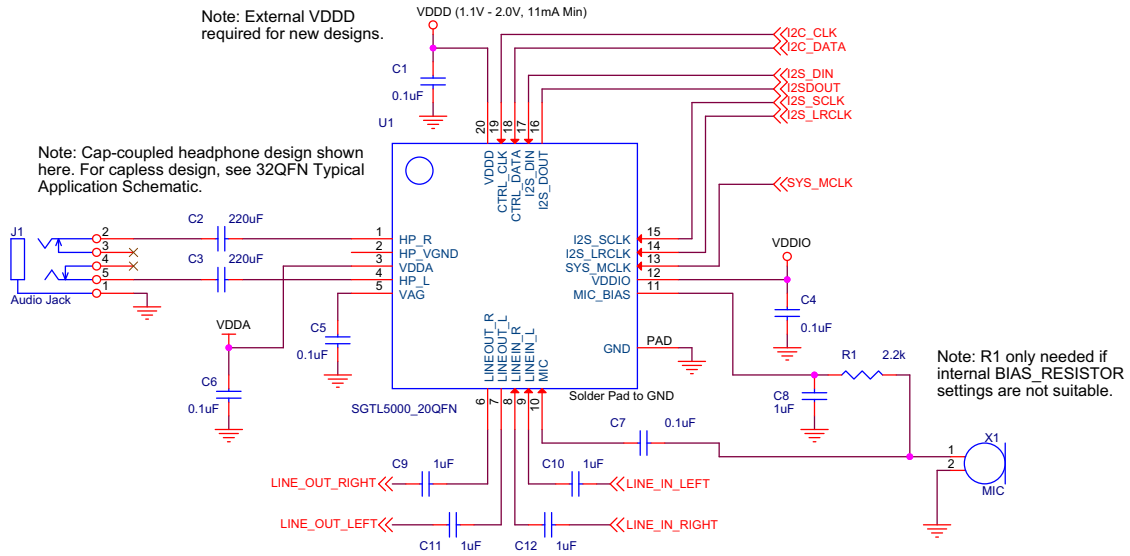 Note: External VDDD
required for new designs.
VDDD (1.1V - 2.0V, 11mA Min)
I2C_CLK
I2C_DATA
C1
0.1uF
I2S_DIN
I2SDOUT
I2S_SCLK
I2S_LRCLK
U1
20
19
18
17
16
VDDD
CTRL_CLK
CTRL_DATA
I2S_DIN
I2S_DOUT
Note: Cap-coupled headphone design shown
here. For capless design, see 32QFN Typical
Application Schematic.
SYS_MCLK
J1
2
3
4
5
1
Audio Jack
C2
220uF
C3
220uF
1
2
3
4
5
HP_R
HP_VGND
VDDA
HP_L
VAG
I2S_SCLK
I2S_LRCLK
SYS_MCLK
VDDIO
MIC_BIAS
15
14
13
12
11
VDDIO
C4
0.1uF
VDDA
C5
0.1uF
C6
0.1uF
LINEOUT_R
LINEOUT_L
LINEIN_R
LINEIN_L
MIC
GND
PAD
R1
2.2k
Note: R1 only needed if
internal BIAS_RESISTOR
settings are not suitable.
SGTL5000_20QFN
6
7
8
9
10
Solder Pad to GND
C8
1uF
C7
0.1uF
X1
1
2
MIC
C9
1uF
C10
1uF
LINE_OUT_RIGHT
LINE_IN_LEFT
LINE_OUT_LEFT
LINE_IN_RIGHT
C11
1uF
C12
1uF